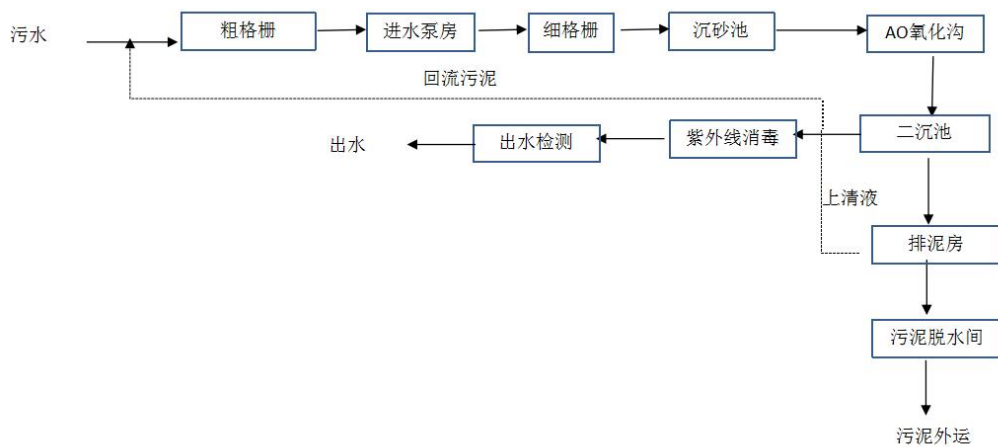 污水
粗格栅
进水泵房
细格栅
沉砂池
AO氧化沟
回流污泥
出水
出水检测
紫外线消毒
二沉池
上清液
排泥房
污泥脱水间
污泥外运